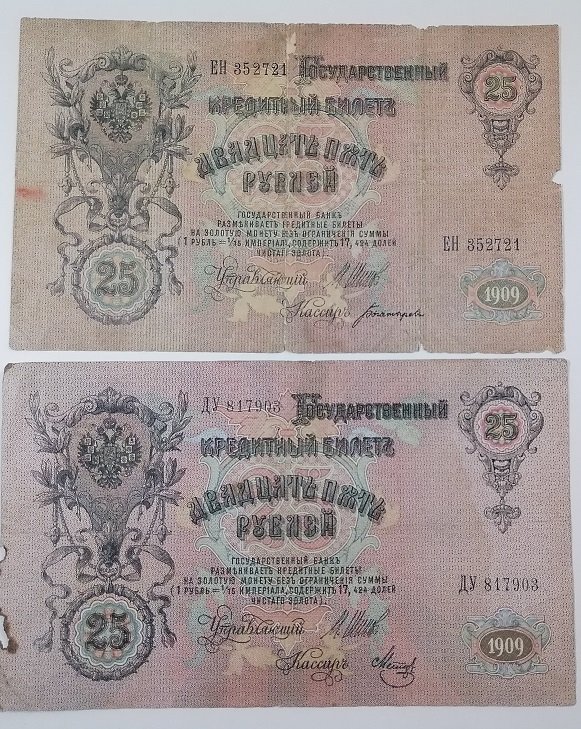 ЕН 352721 Государственный 25
Кредитный Билетъ
Двадцать пять
рублей
Государственный Банкъ
размѣниваетъ кредитные билеты
на золотую монету безъ ограниченія суммы
(1 рубль = 1/15 имперіала, содержитъ 17,424 долей
чистаго золота).
ЕН 352721
25
Управляющій
1909
Кассиръ
ДУ 817903 Государственный 25
Кредитный Билетъ
Двадцать пять
рублей
Государственный Банкъ
размѣниваетъ кредитные билеты
на золотую монету безъ ограниченія суммы
(1 рубль = 1/15 имперіала, содержитъ 17,424 долей
чистаго золота).
ДУ 817903
25
Управляющій
1909
Кассиръ